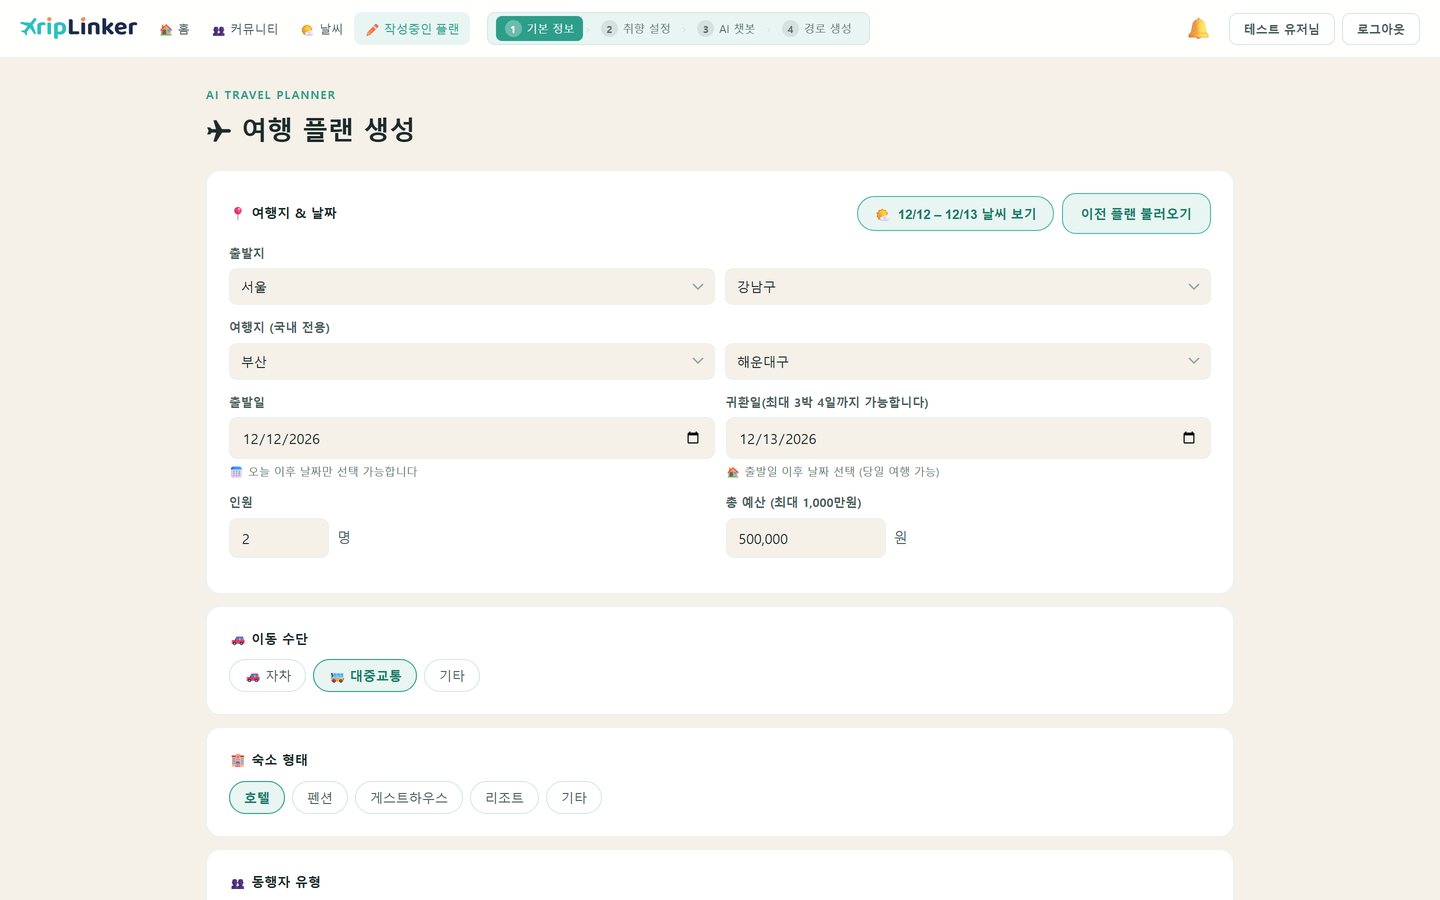 TripLinker 홈 커뮤니티 날씨 작성중인 플랜 1 기본 정보 2 취향 설정 3 AI 챗봇 4 경로 생성 테스트 유저님 로그아웃
AI TRAVEL PLANNER
여행 플랜 생성
여행지 & 날짜 12/12 – 12/13 날씨 보기 이전 플랜 불러오기
출발지
서울 강남구
여행지 (국내 전용)
부산 해운대구
출발일 귀환일(최대 3박 4일까지 가능합니다)
12/12/2026 12/13/2026
오늘 이후 날짜만 선택 가능합니다 출발일 이후 날짜 선택 (당일 여행 가능)
인원 총 예산 (최대 1,000만원)
2 명 500,000 원
이동 수단
자차 대중교통 기타
숙소 형태
호텔 펜션 게스트하우스 리조트 기타
동행자 유형